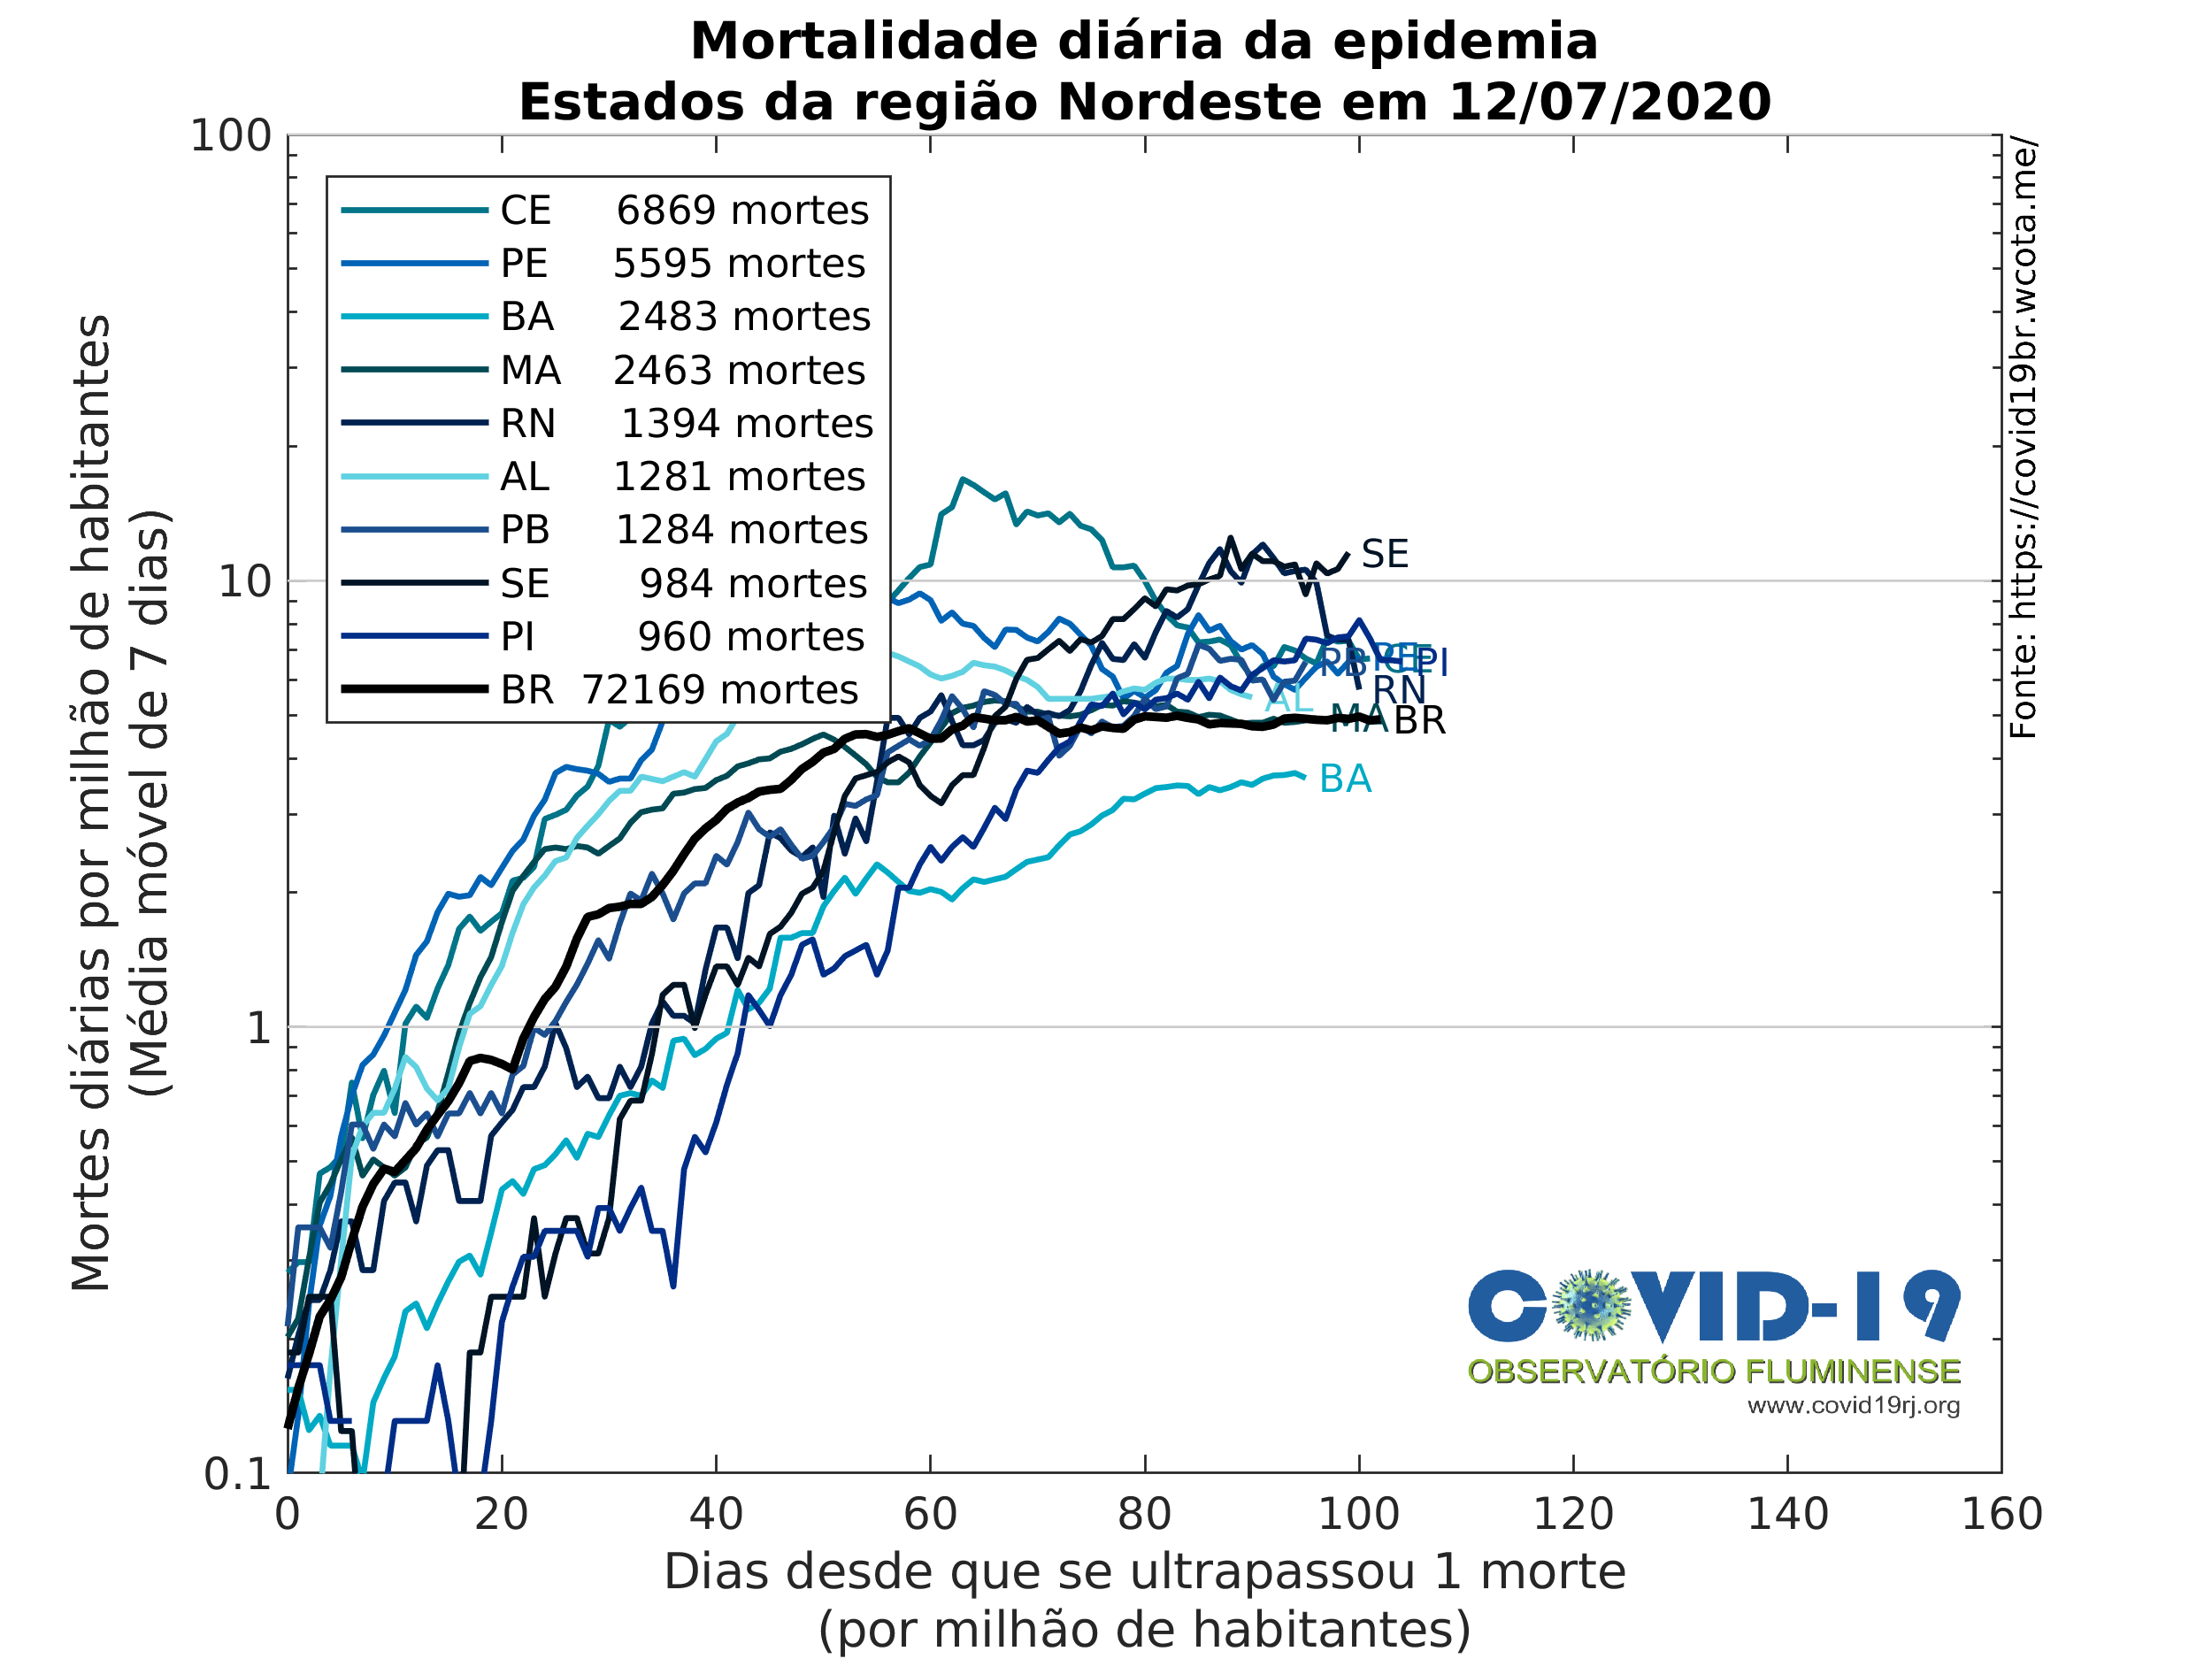 Mortalidade diária da epidemia
Estados da região Nordeste em 12/07/2020
Mortes diárias por milhão de habitantes
(Média móvel de 7 dias)
100
10
1
0.1
CE 6869 mortes
PE 5595 mortes
BA 2483 mortes
MA 2463 mortes
RN 1394 mortes
AL 1281 mortes
PB 1284 mortes
SE 984 mortes
PI 960 mortes
BR 72169 mortes
SE
PB PE CE PI
AL RN
MA BR
BA
Fonte: https://covid19br.wcota.me/
COVID-19
OBSERVATÓRIO FLUMINENSE
www.covid19rj.org
0 20 40 60 80 100 120 140 160
Dias desde que se ultrapassou 1 morte
(por milhão de habitantes)